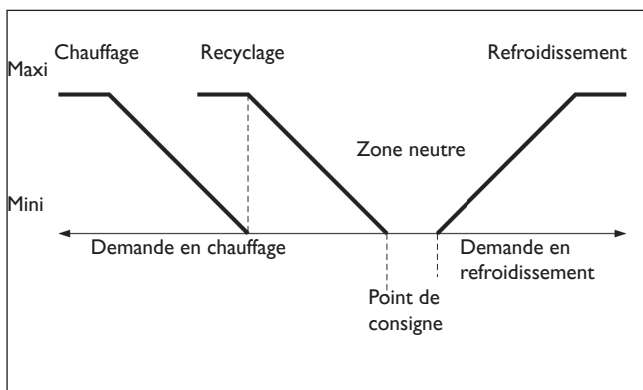 Chauffage
Recyclage
Refroidissement
Maxi
Zone neutre
Mini
Demande en chauffage
Demande en
refroidissement
Point de
consigne